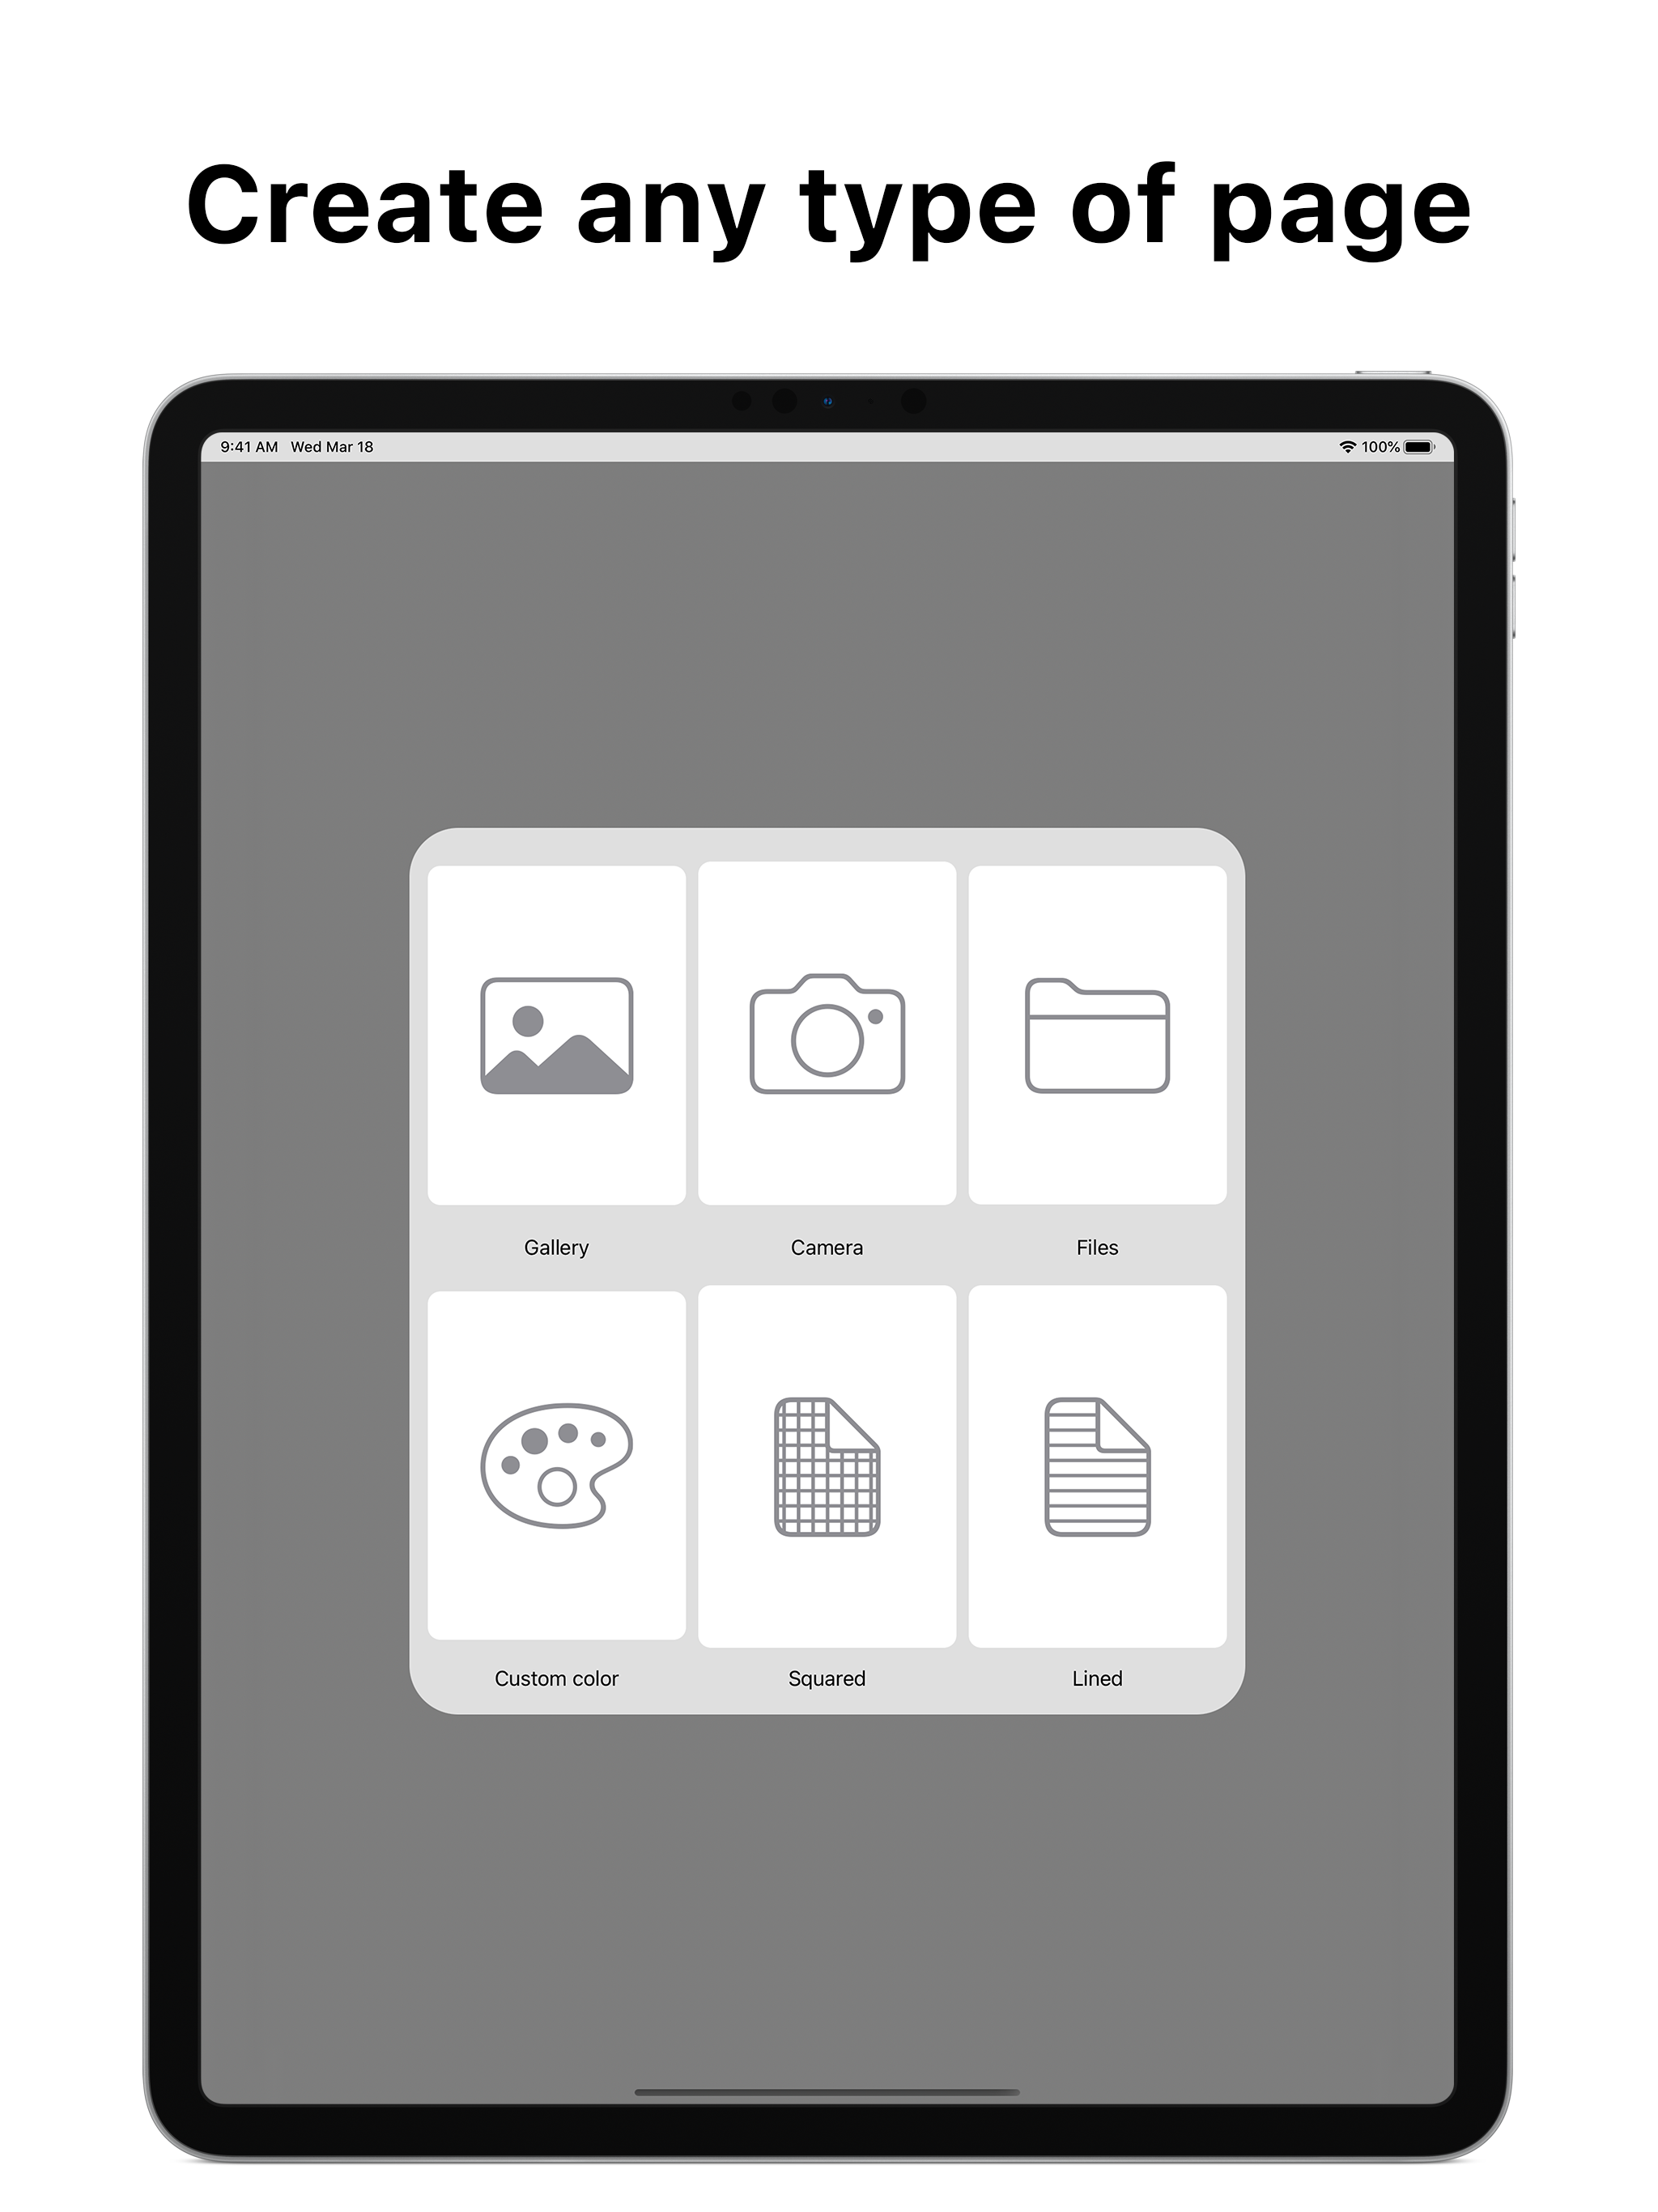 Create any type of page
9:41 AM Wed Mar 18 100%
Gallery Camera Files
Custom color Squared Lined